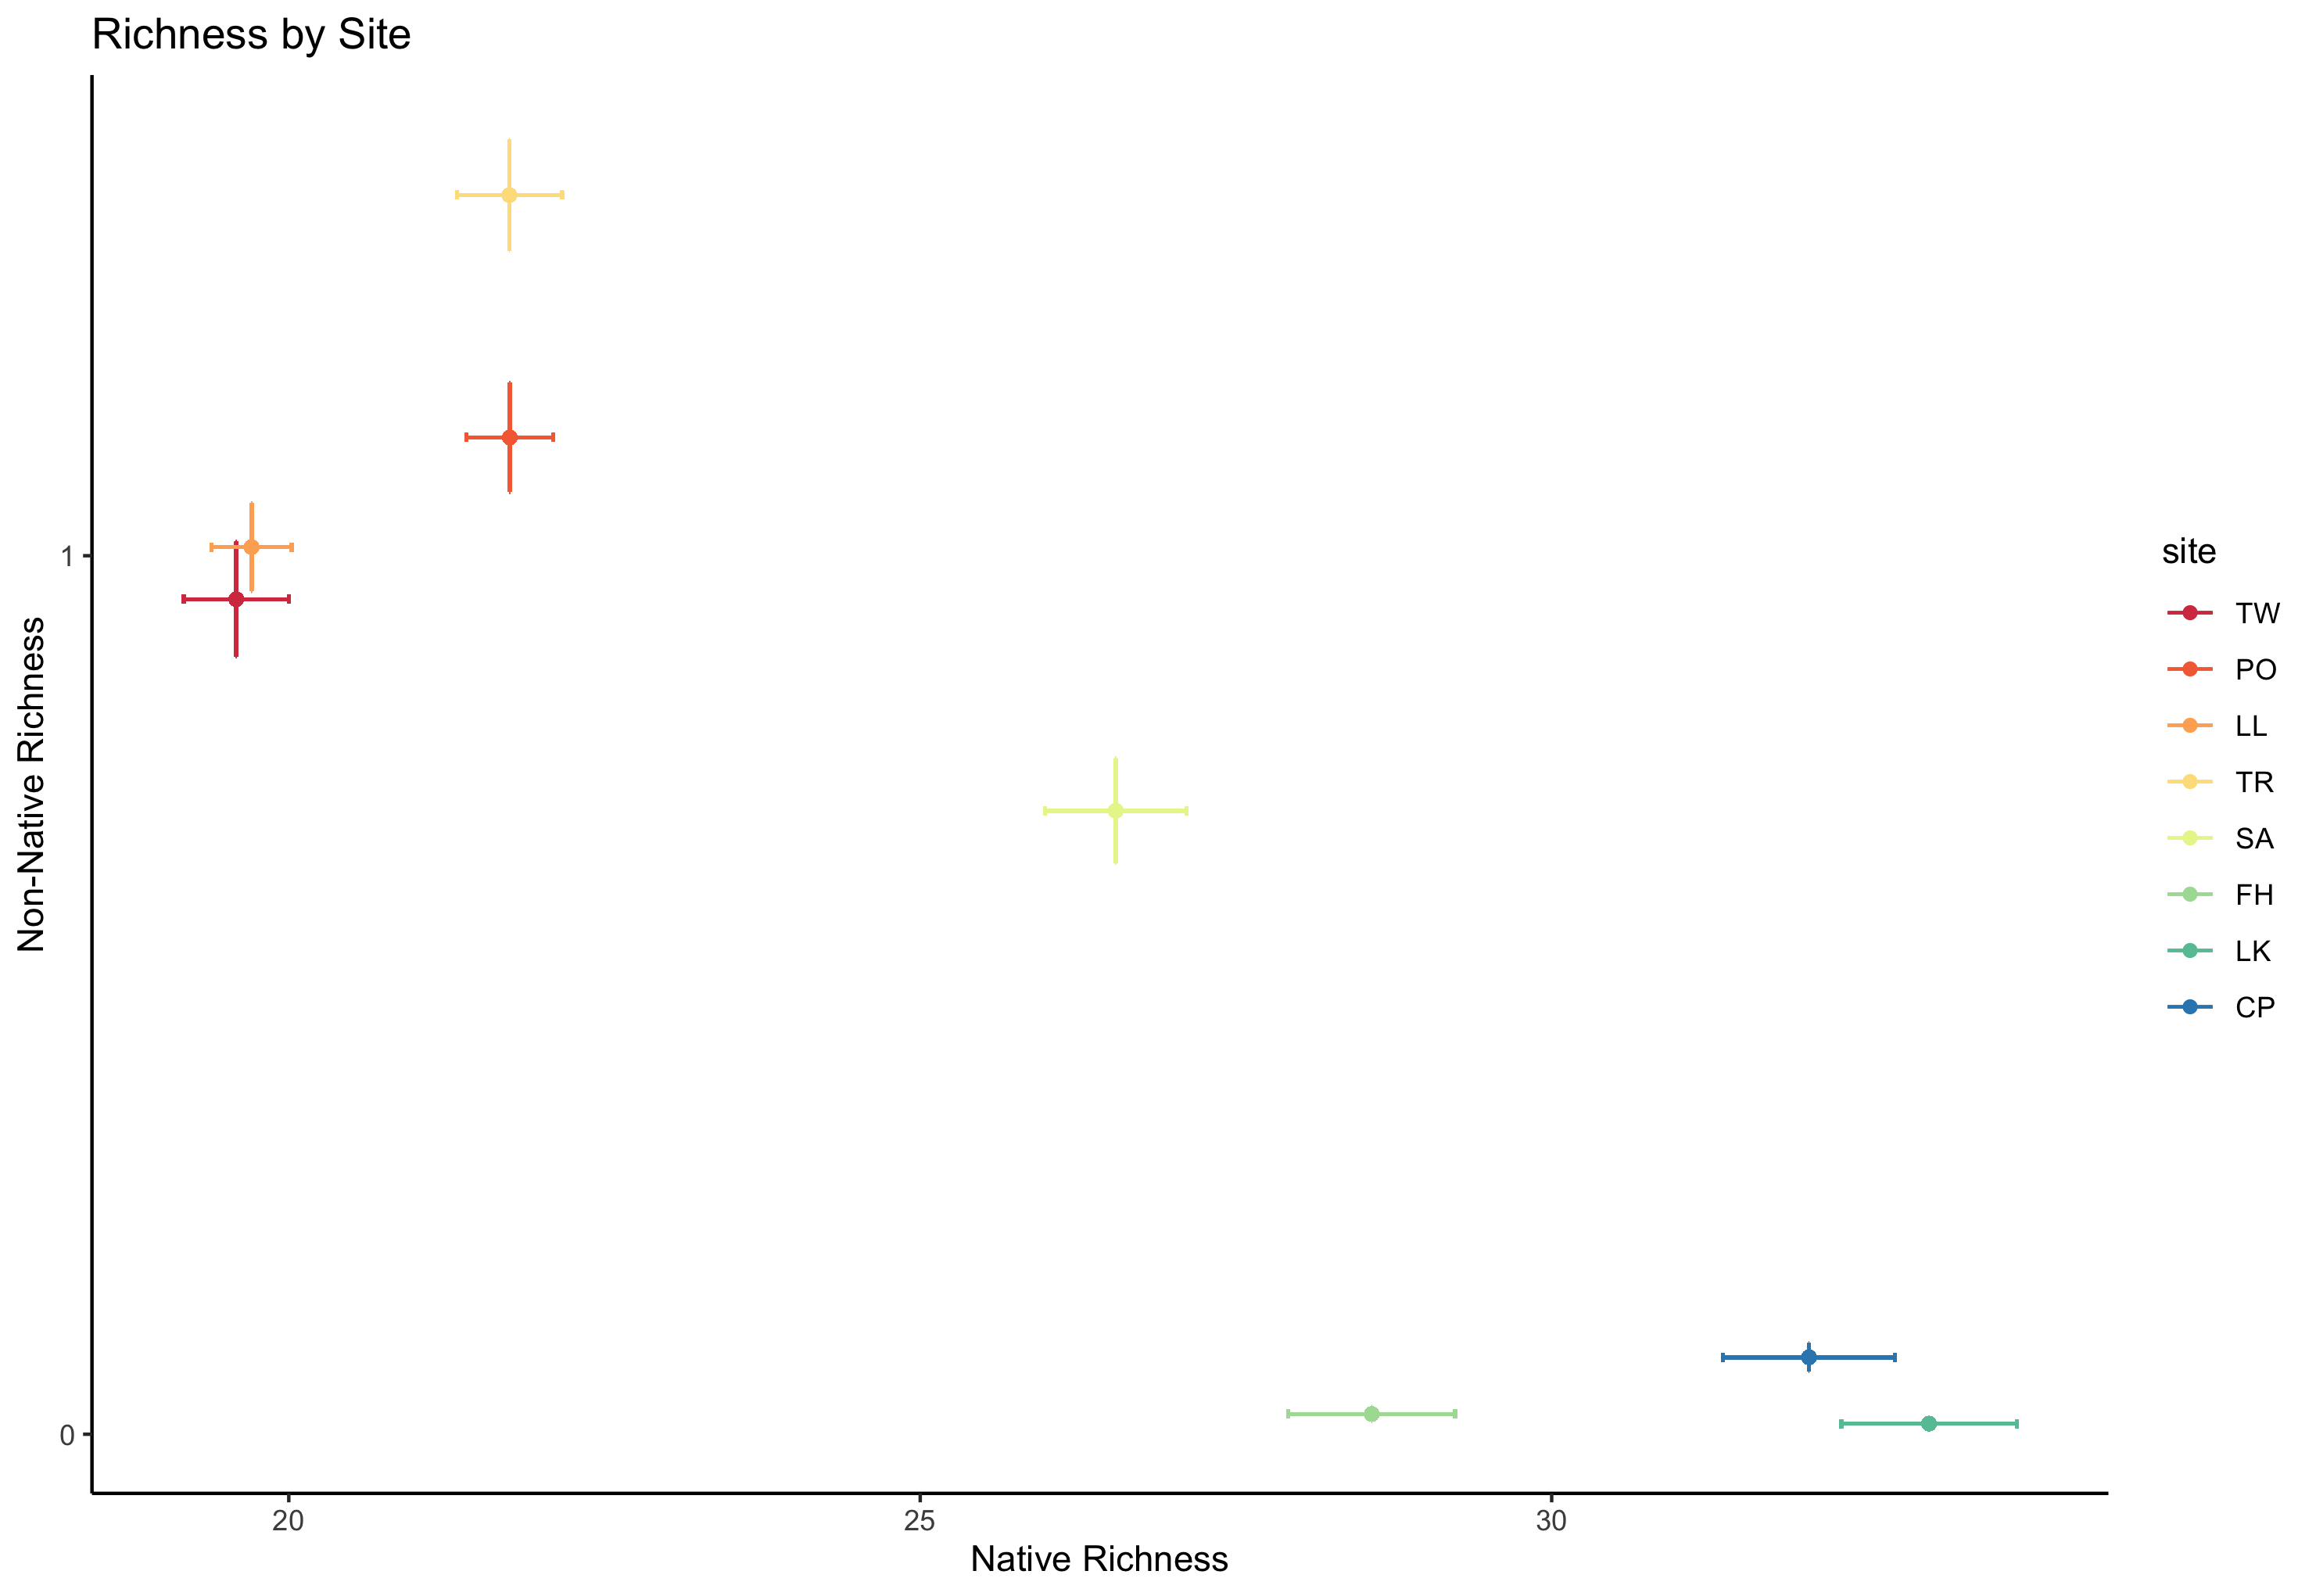 Richness by Site
Non-Native Richness
1
0
20
25
30
Native Richness
site
TW
PO
LL
TR
SA
FH
LK
CP